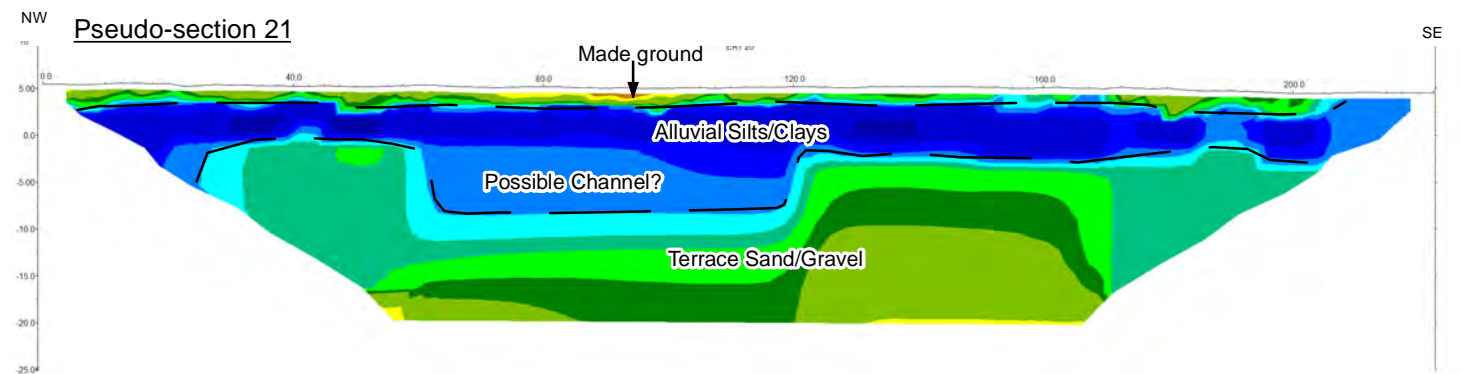 NW
SE
Pseudo-section 21
Made ground
0.0 40.0 80.0 120.0 160.0 200.0
5.00
Alluvial Silts/Clays
0.0
Possible Channel?
-5.00
-10.0
Terrace Sand/Gravel
-15.0
-20.0
-25.0